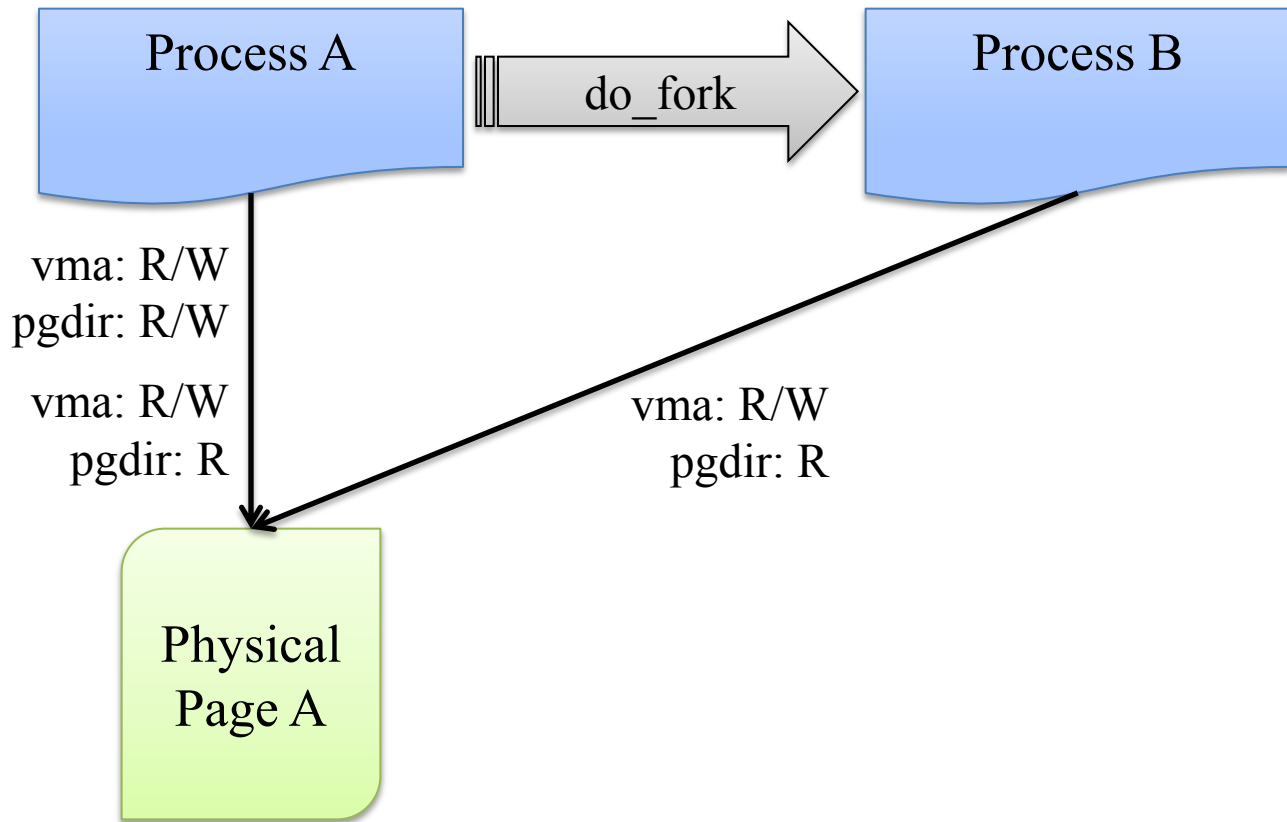 Process A
do_fork
Process B
vma: R/W
pgdir: R/W
vma: R/W
pgdir: R
vma: R/W
pgdir: R
Physical
Page A